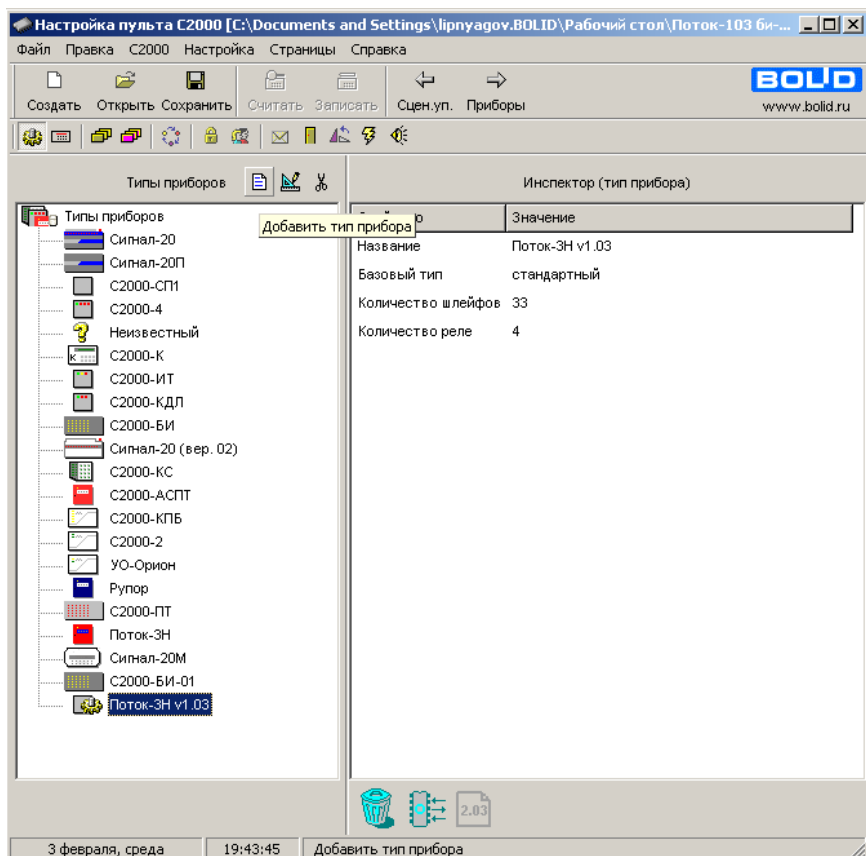 Настройка пульта С2000 [C:\Documents and Settings\lipnyagov.BOLID\Рабочий стол\Поток-103 би-...
Файл Правка С2000 Настройка Страницы Справка
Создать Открыть Сохранить Считать Записать Сцен.уп. Приборы
BOLID
www.bolid.ru
Типы приборов
Инспектор (тип прибора)
Добавить тип прибора
Значение
Типы приборов
Сигнал-20
Сигнал-20П
С2000-СП1
С2000-4
Неизвестный
С2000-К
С2000-ИТ
С2000-КДЛ
С2000-БИ
Сигнал-20 (вер. 02)
С2000-КС
С2000-АСПТ
С2000-КПБ
С2000-2
УО-Орион
Рупор
С2000-ПТ
Поток-3Н
Сигнал-20М
С2000-БИ-01
Поток-3Н v1.03
Название Поток-3Н v1.03
Базовый тип стандартный
Количество шлейфов 33
Количество реле 4
2.03
3 февраля, среда 19:43:45 Добавить тип прибора